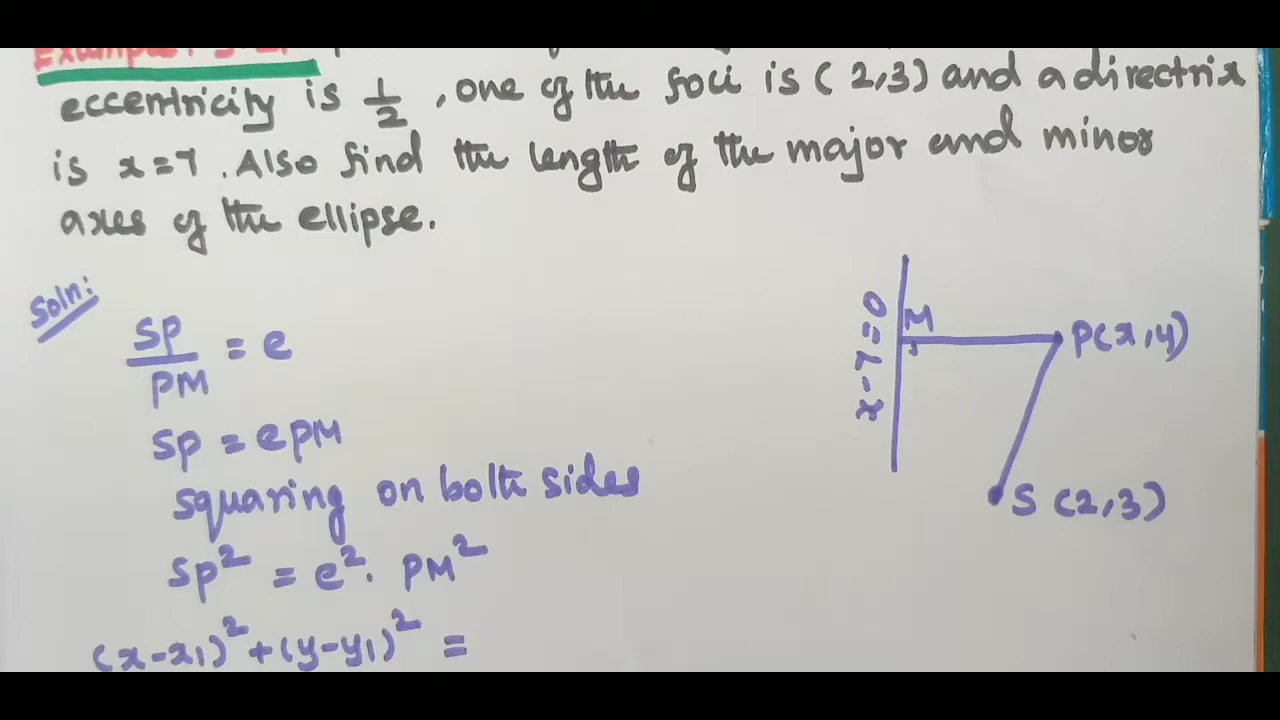 eccentricity is 1/2, one of the foci is (2,3) and a directrix
is x=7. Also find the length of the major and minor
axes of the ellipse.
Soln:
SP/PM = e
SP = ePM
Squaring on both sides
SP² = e². PM²
(x-x₁)²+(y-y₁)² =
x-7=0
M
P(x,y)
S (2,3)